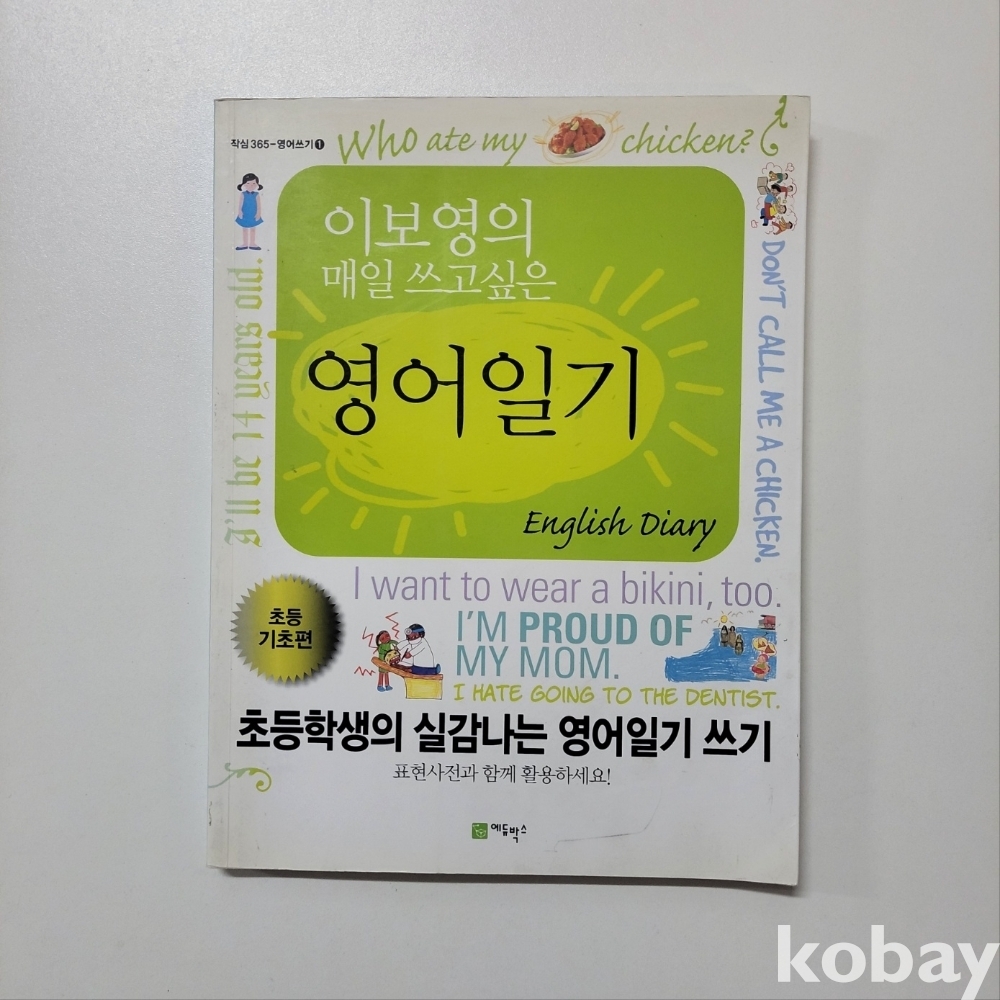 작심365-영어쓰기1
Who ate my chicken?
이보영의
매일 쓰고싶은
영어일기
English Diary
I'll be 14 years old.
DON'T CALL ME A CHICKEN.
초등
기초편
I want to wear a bikini, too.
I'M PROUD OF
MY MOM.
I HATE GOING TO THE DENTIST.
초등학생의 실감나는 영어일기 쓰기
표현사전과 함께 활용하세요!
에듀박스
kobay